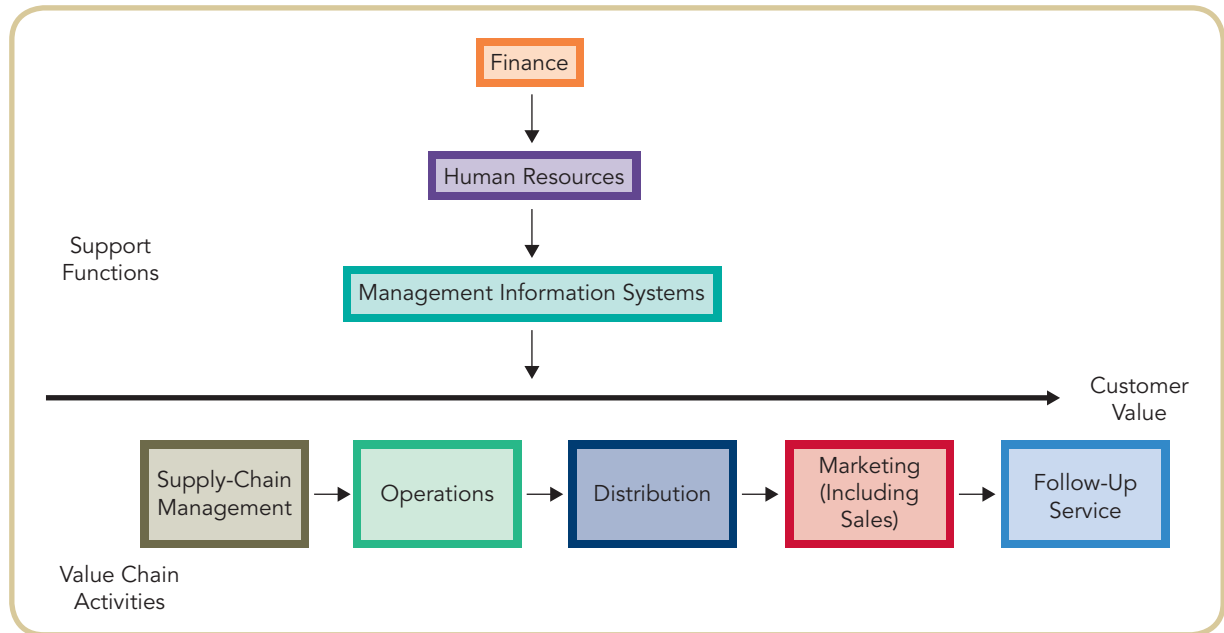 Finance
Human Resources
Support
Functions
Management Information Systems
Customer
Value
Supply-Chain
Management
Operations
Distribution
Marketing
(Including
Sales)
Follow-Up
Service
Value Chain
Activities